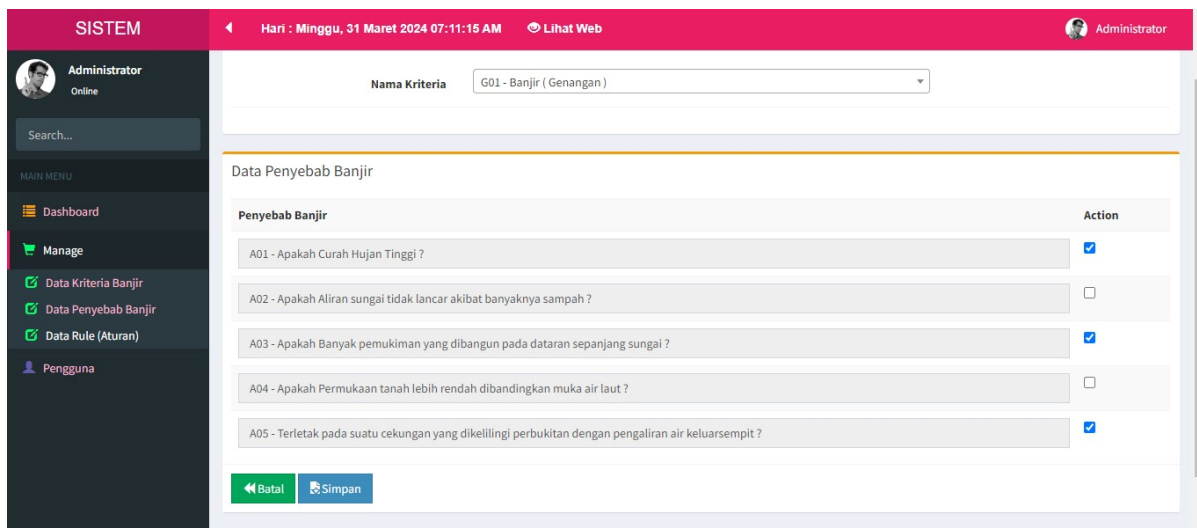 SISTEM
Hari : Minggu, 31 Maret 2024 07:11:15 AM
Lihat Web
Administrator
Administrator
Online
Search...
MAIN MENU
Dashboard
Manage
Data Kriteria Banjir
Data Penyebab Banjir
Data Rule (Aturan)
Pengguna
Nama Kriteria
G01 - Banjir ( Genangan )
Data Penyebab Banjir
Penyebab Banjir
Action
A01 - Apakah Curah Hujan Tinggi ?
A02 - Apakah Aliran sungai tidak lancar akibat banyaknya sampah ?
A03 - Apakah Banyak pemukiman yang dibangun pada dataran sepanjang sungai ?
A04 - Apakah Permukaan tanah lebih rendah dibandingkan muka air laut ?
A05 - Terletak pada suatu cekungan yang dikelilingi perbukitan dengan pengaliran air keluarsempit ?
Batal
Simpan